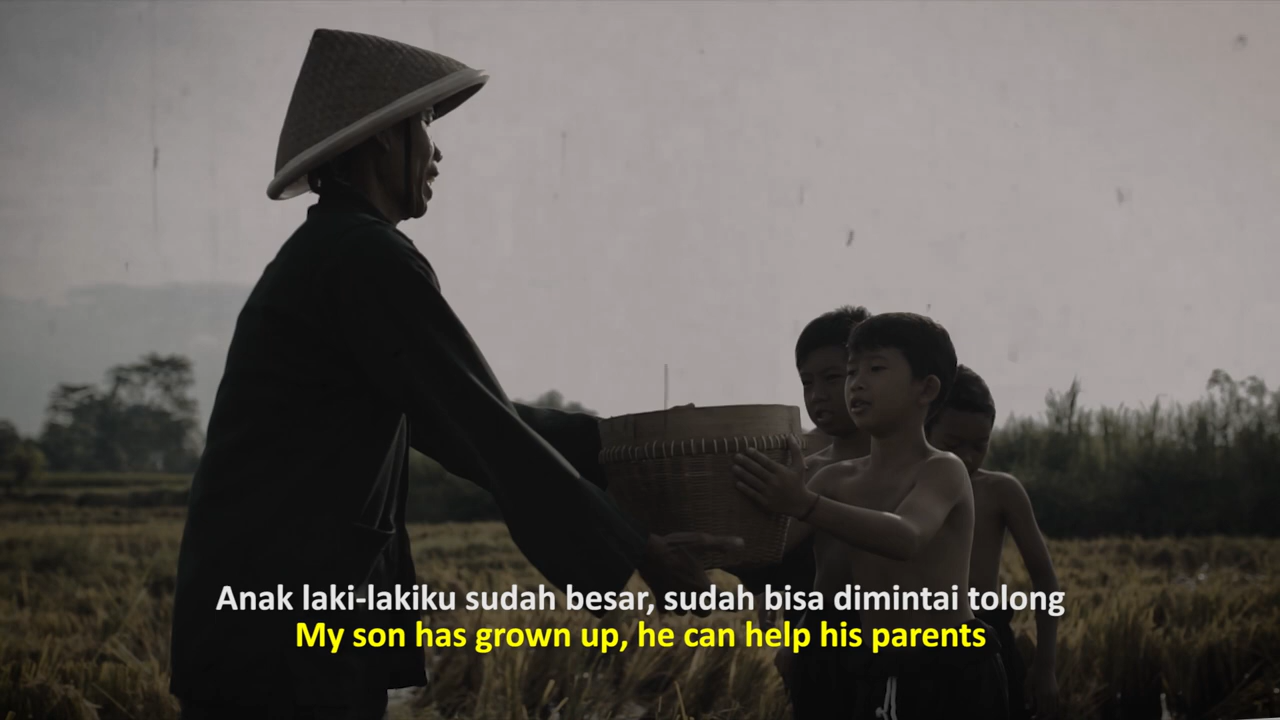 Anak laki-lakiku sudah besar, sudah bisa dimintai tolong
My son has grown up, he can help his parents